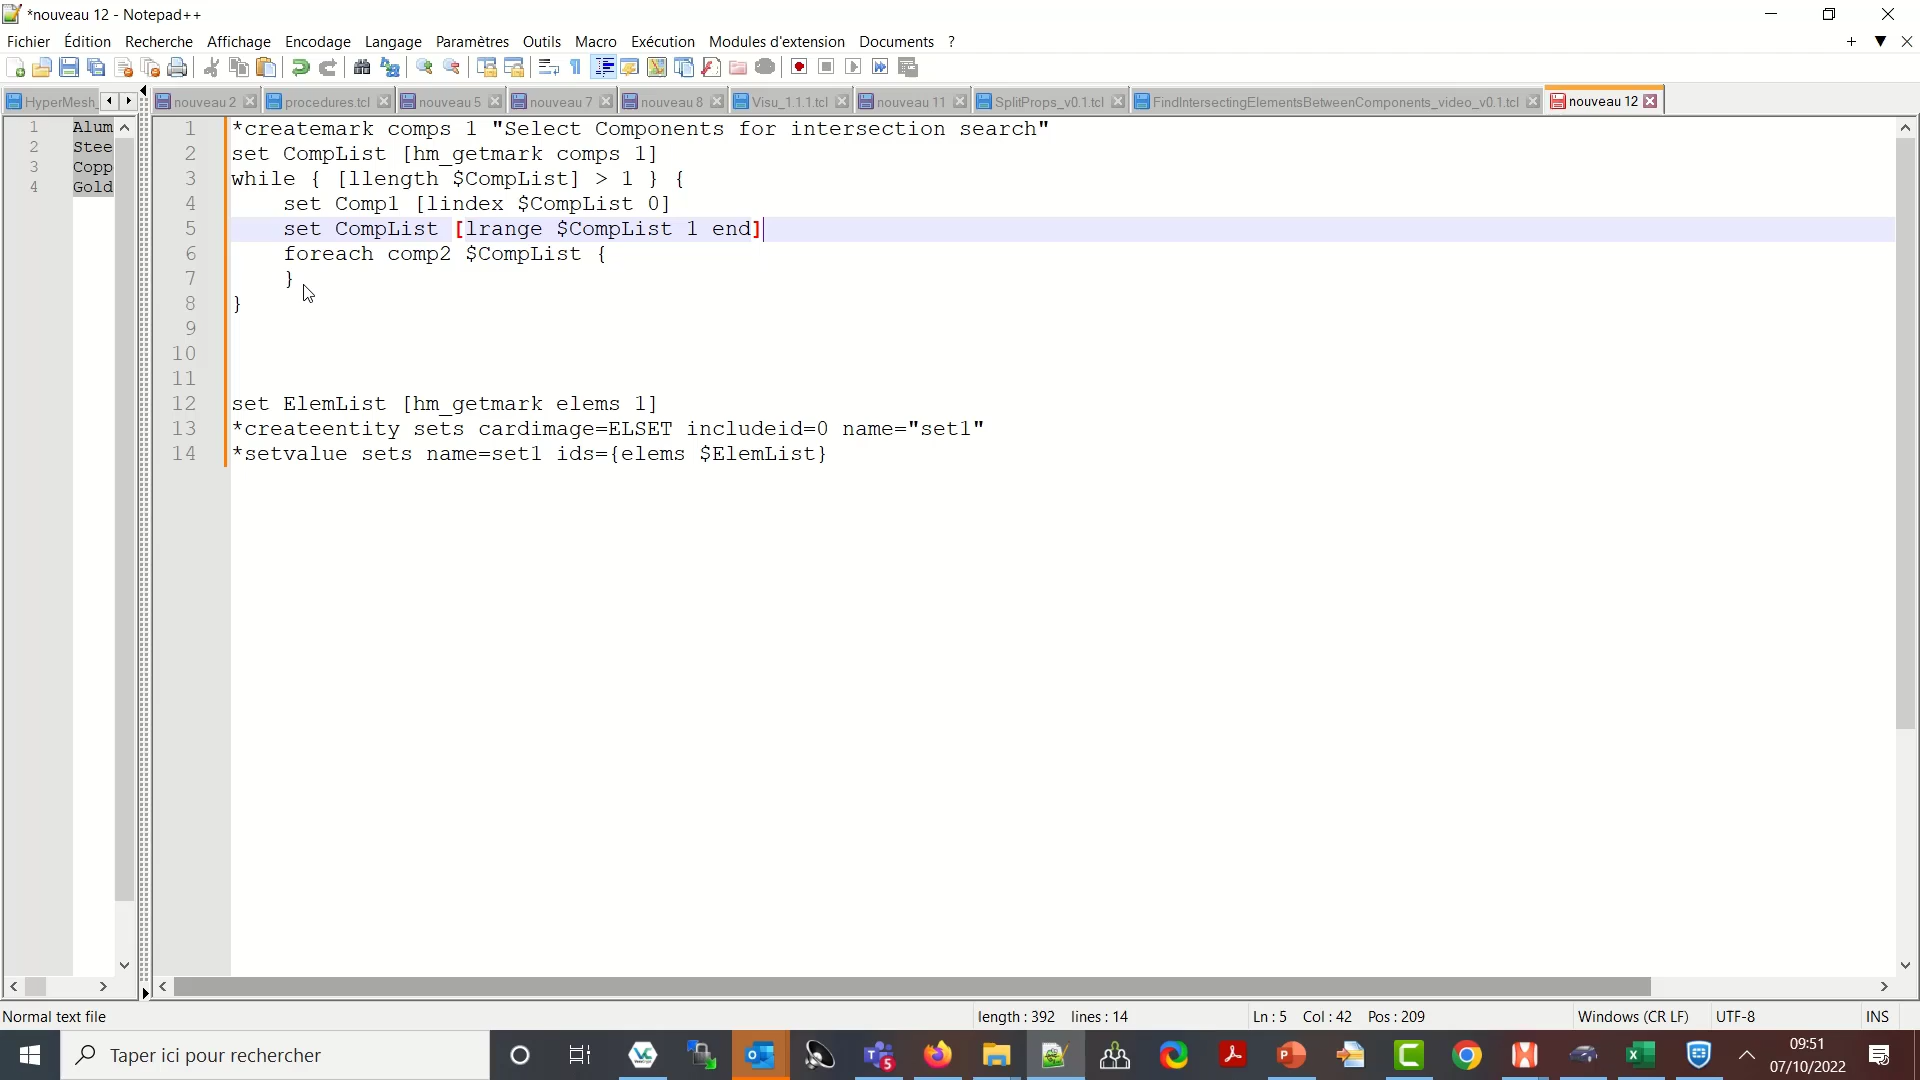 *nouveau 12 - Notepad++
Fichier Édition Recherche Affichage Encodage Langage Paramètres Outils Macro Exécution Modules d'extension Documents ?
HyperMesh_ nouveau 2 procedures.tcl nouveau 5 nouveau 7 nouveau 8 Visu_1.1.1.tcl nouveau 11 SplitProps_v0.1.tcl FindIntersectingElementsBetweenComponents_video_v0.1.tcl nouveau 12
1 Alum
2 Stee
3 Copp
4 Gold
1 *createmark comps 1 "Select Components for intersection search"
2 set CompList [hm_getmark comps 1]
3 while { [llength $CompList] > 1 } {
4 set Comp1 [lindex $CompList 0]
5 set CompList [lrange $CompList 1 end]
6 foreach comp2 $CompList {
7 }
8 }
9
10
11
12 set ElemList [hm_getmark elems 1]
13 *createentity sets cardimage=ELSET includeid=0 name="set1"
14 *setvalue sets name=set1 ids={elems $ElemList}
Normal text file length : 392 lines : 14 Ln : 5 Col : 42 Pos : 209 Windows (CR LF) UTF-8 INS
Taper ici pour rechercher
5
09:51
07/10/2022